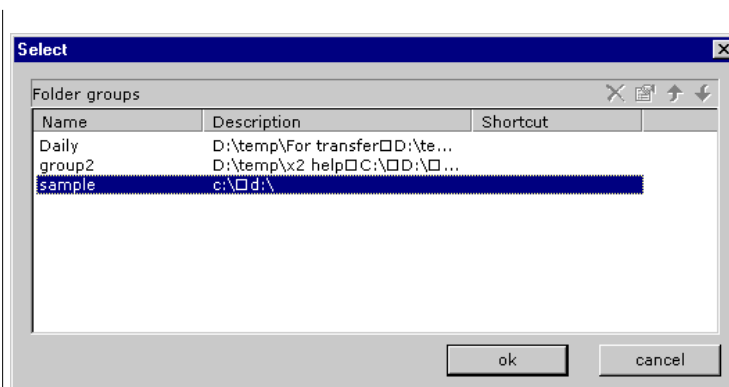 Select
Folder groups
Name Description Shortcut
Daily D:\temp\For transfer□D:\te...
group2 D:\temp\x2 help□C:\□D:\□...
sample c:\□d:\
ok cancel